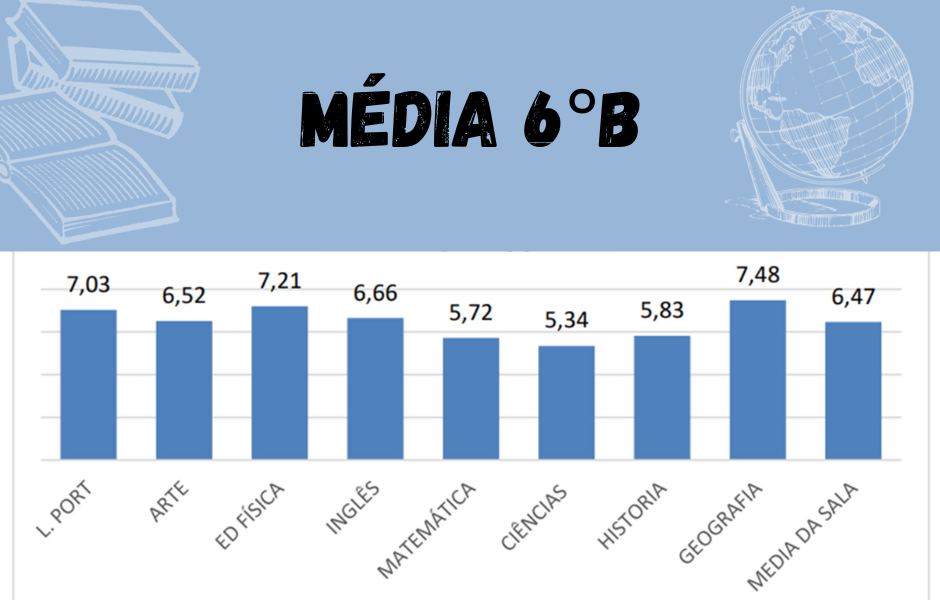 MÉDIA 6°B
7,03
6,52
7,21
6,66
5,72
5,34
5,83
7,48
6,47
L. PORT
ARTE
ED FÍSICA
INGLÊS
MATEMÁTICA
CIÊNCIAS
HISTORIA
GEOGRAFIA
MEDIA DA SALA